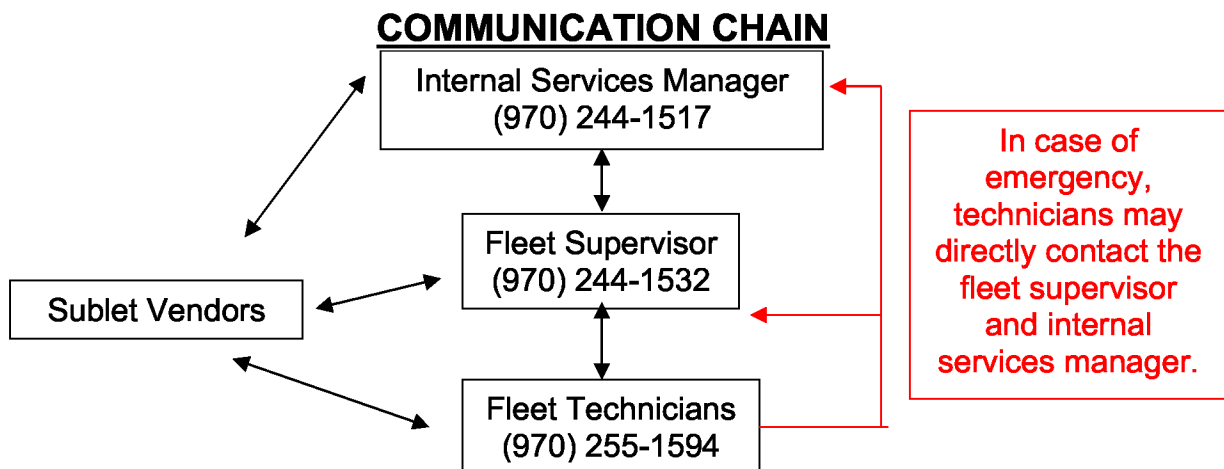 COMMUNICATION CHAIN
Internal Services Manager
(970) 244-1517
Fleet Supervisor
(970) 244-1532
Sublet Vendors
Fleet Technicians
(970) 255-1594
In case of
emergency,
technicians may
directly contact the
fleet supervisor
and internal
services manager.